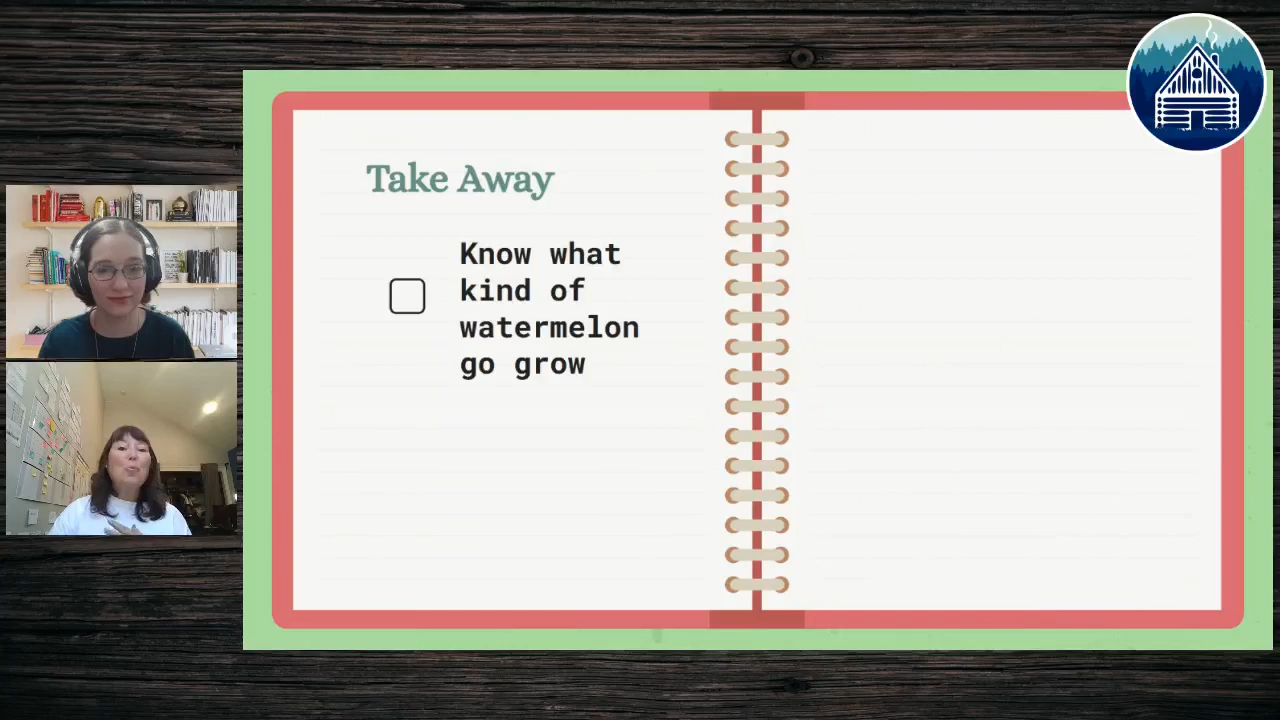 Take Away
Know what
kind of
watermelon
go grow